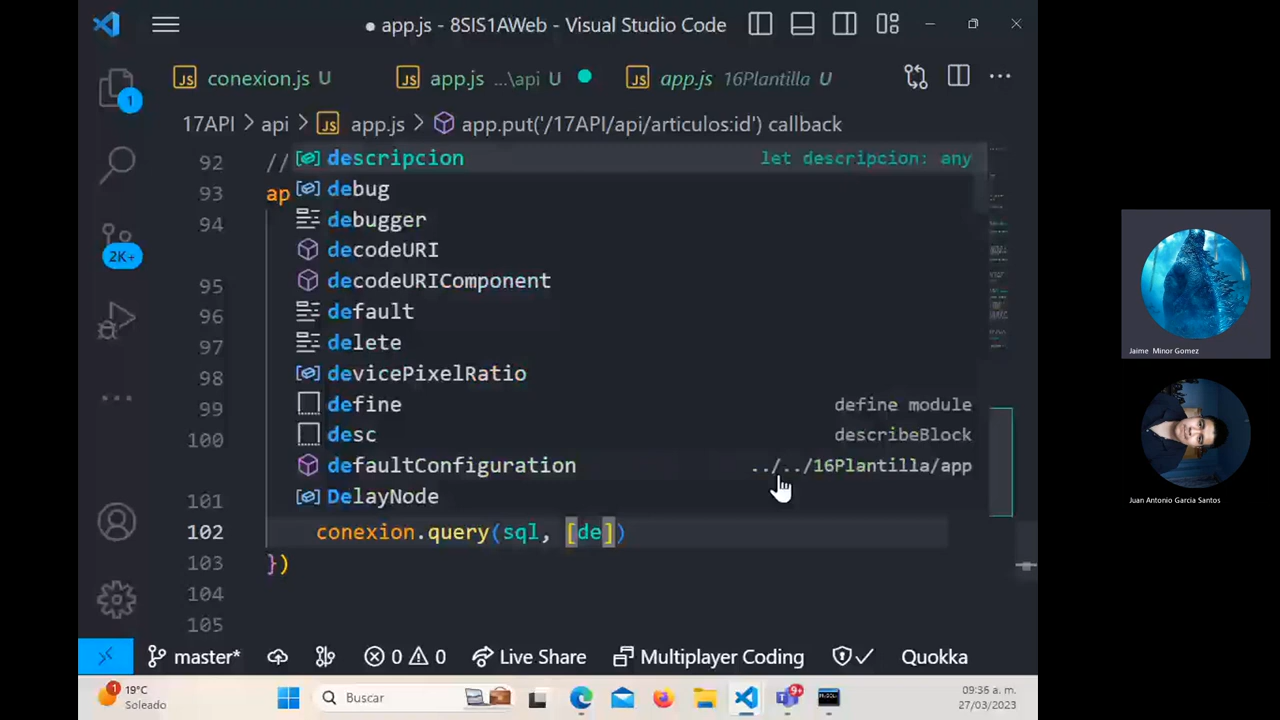 ● app.js - 8SIS1AWeb - Visual Studio Code
conexion.js U
app.js ...\api U
app.js 16Plantilla U
17API > api > app.js > app.put('/17API/api/articulos:id') callback
92 //
93 ap
94
95
96
97
98
99
100
101
descripcion let descripcion: any
debug
debugger
decodeURI
decodeURIComponent
default
delete
devicePixelRatio
define define module
desc describeBlock
defaultConfiguration ../../16Plantilla/app
DelayNode
102 conexion.query(sql, [de])
103 })
104
105
1
2K+
master* 0 0 Live Share Multiplayer Coding Quokka
1
19°C
Soleado
Buscar
9+
09:36 a. m.
27/03/2023
Jaime Minor Gomez
Juan Antonio Garcia Santos